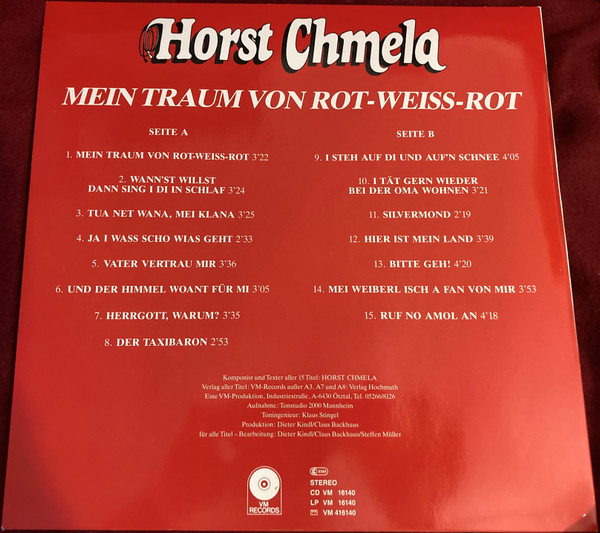 Horst Chmela
MEIN TRAUM VON ROT-WEISS-ROT
SEITE A
1. MEIN TRAUM VON ROT-WEISS-ROT 3'22
2. WANN'ST WILLST
DANN SING I DI IN SCHLAF 3'24
3. TUA NET WANA, MEI KLANA 3'25
4. JA I WASS SCHO WIAS GEHT 2'33
5. VATER VERTRAU MIR 3'36
6. UND DER HIMMEL WOANT FÜR MI 3'05
7. HERRGOTT, WARUM? 3'35
8. DER TAXIBARON 2'53
SEITE B
9. I STEH AUF DI UND AUF'N SCHNEE 4'05
10. I TÄT GERN WIEDER
BEI DER OMA WOHNEN 3'21
11. SILVERMOND 2'19
12. HIER IST MEIN LAND 3'39
13. BITTE GEH! 4'20
14. MEI WEIBERL ISCH A FAN VON MIR 3'53
15. RUF NO AMOL AN 4'18
Komponist und Texter aller 15 Titel: HORST CHMELA
Verlag aller Titel: VM-Records außer A3, A7 und A8: Verlag Hochmuth
Eine VM-Produktion, Industriestraße, A-6430 Ötztal, Tel. 05266/8126
Aufnahme: Tonstudio 2000 Mannheim
Toningenieur: Klaus Stingel
Produktion: Dieter Kindl/Claus Backhaus
für alle Titel – Bearbeitung: Dieter Kindl/Claus Backhaus/Steffen Müller
VM
RECORDS
STEREO
CD VM 16140
LP VM 16140
VM 416140